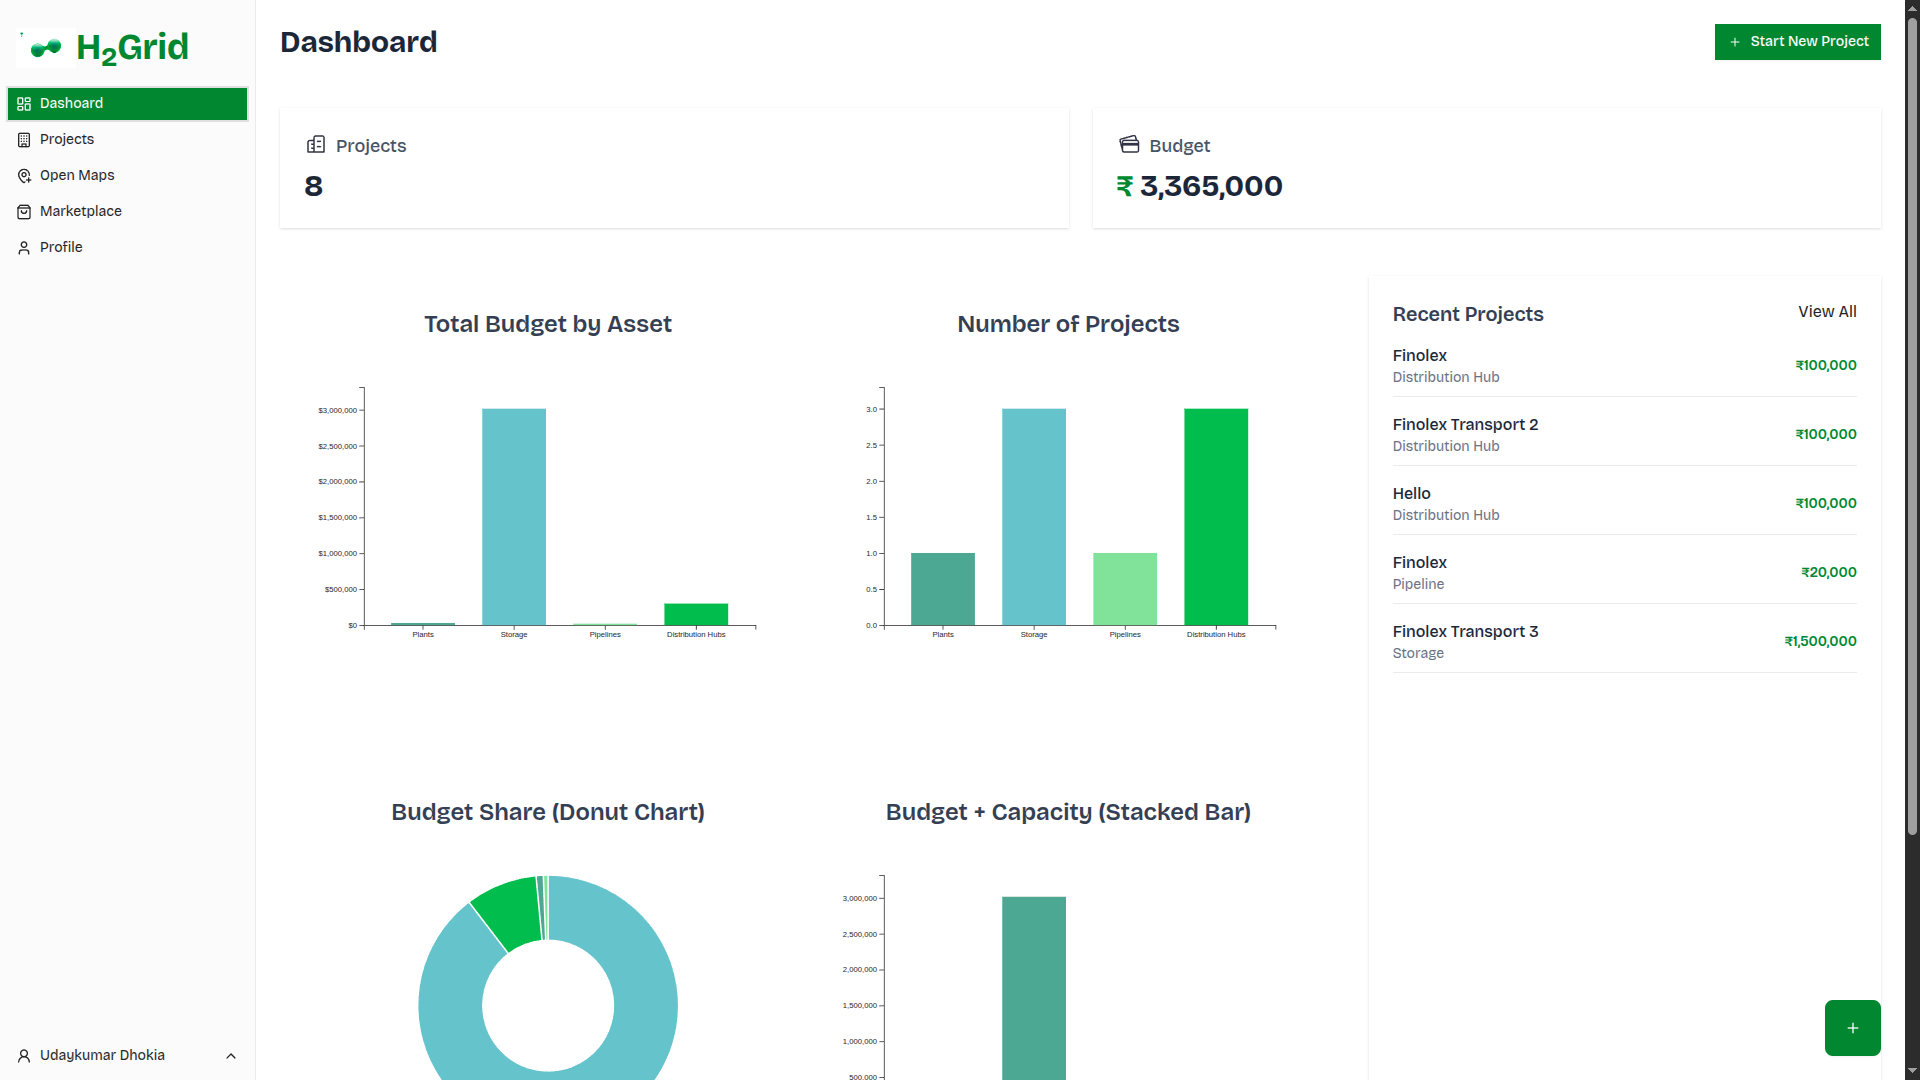 H2Grid
Dashoard
Projects
Open Maps
Marketplace
Profile
Udaykumar Dhokia
Dashboard
+ Start New Project
Projects
8
Budget
₹ 3,365,000
Total Budget by Asset
$3,000,000
$2,500,000
$2,000,000
$1,500,000
$1,000,000
$500,000
$0
Plants
Storage
Pipelines
Distribution Hubs
Number of Projects
3.0
2.5
2.0
1.5
1.0
0.5
0.0
Plants
Storage
Pipelines
Distribution Hubs
Budget Share (Donut Chart)
Budget + Capacity (Stacked Bar)
3,000,000
2,500,000
2,000,000
1,500,000
1,000,000
500,000
Recent Projects
View All
Finolex
Distribution Hub
₹100,000
Finolex Transport 2
Distribution Hub
₹100,000
Hello
Distribution Hub
₹100,000
Finolex
Pipeline
₹20,000
Finolex Transport 3
Storage
₹1,500,000
+